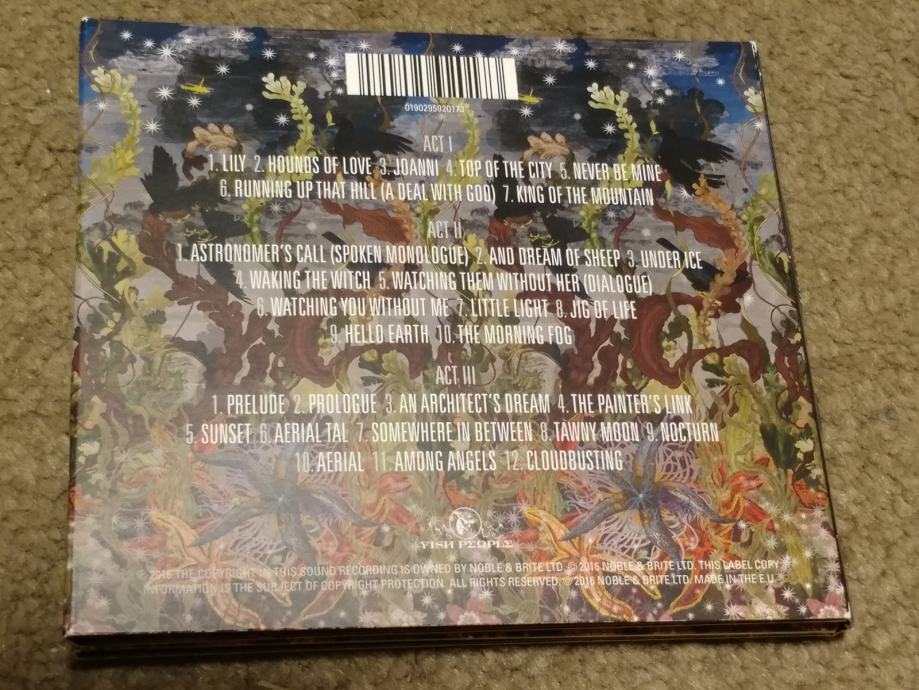 0190295920173
ACT I
1. LILY 2. HOUNDS OF LOVE 3. JOANNI 4. TOP OF THE CITY 5. NEVER BE MINE
6. RUNNING UP THAT HILL (A DEAL WITH GOD) 7. KING OF THE MOUNTAIN
ACT II
1. ASTRONOMER'S CALL (SPOKEN MONOLOGUE) 2. AND DREAM OF SHEEP 3. UNDER ICE
4. WAKING THE WITCH 5. WATCHING THEM WITHOUT HER (DIALOGUE)
6. WATCHING YOU WITHOUT ME 7. LITTLE LIGHT 8. JIG OF LIFE
9. HELLO EARTH 10. THE MORNING FOG
ACT III
1. PRELUDE 2. PROLOGUE 3. AN ARCHITECT'S DREAM 4. THE PAINTER'S LINK
5. SUNSET 6. AERIAL TAL 7. SOMEWHERE IN BETWEEN 8. TAWNY MOON 9. NOCTURN
10. AERIAL 11. AMONG ANGELS 12. CLOUDBUSTING
FISH PEOPLE
℗ 2016 THE COPYRIGHT IN THIS SOUND RECORDING IS OWNED BY NOBLE & BRITE LTD. © 2016 NOBLE & BRITE LTD. THIS LABEL COPY
INFORMATION IS THE SUBJECT OF COPYRIGHT PROTECTION. ALL RIGHTS RESERVED. © 2016 NOBLE & BRITE LTD. MADE IN THE E.U.